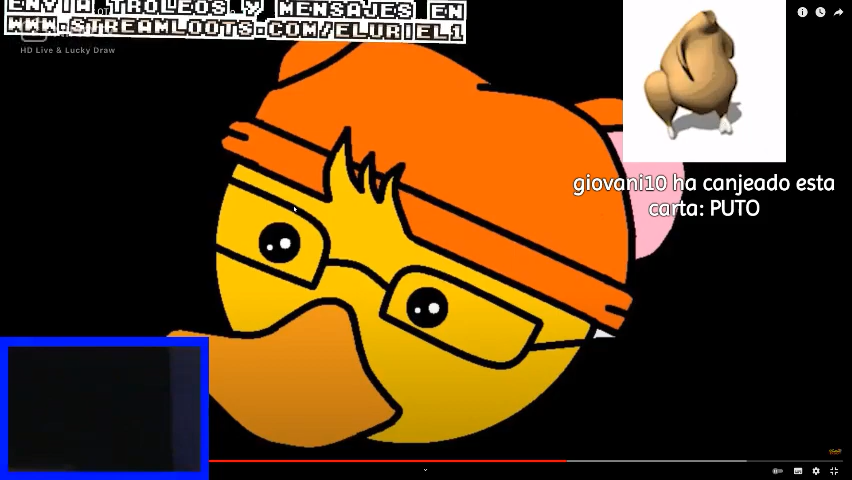 ENVIA TROLEOS Y MENSAJES EN
WWW.STREAMLOOTS.COM/ELURIEL1
HD Live & Lucky Draw
giovani10 ha canjeado esta
carta: PUTO